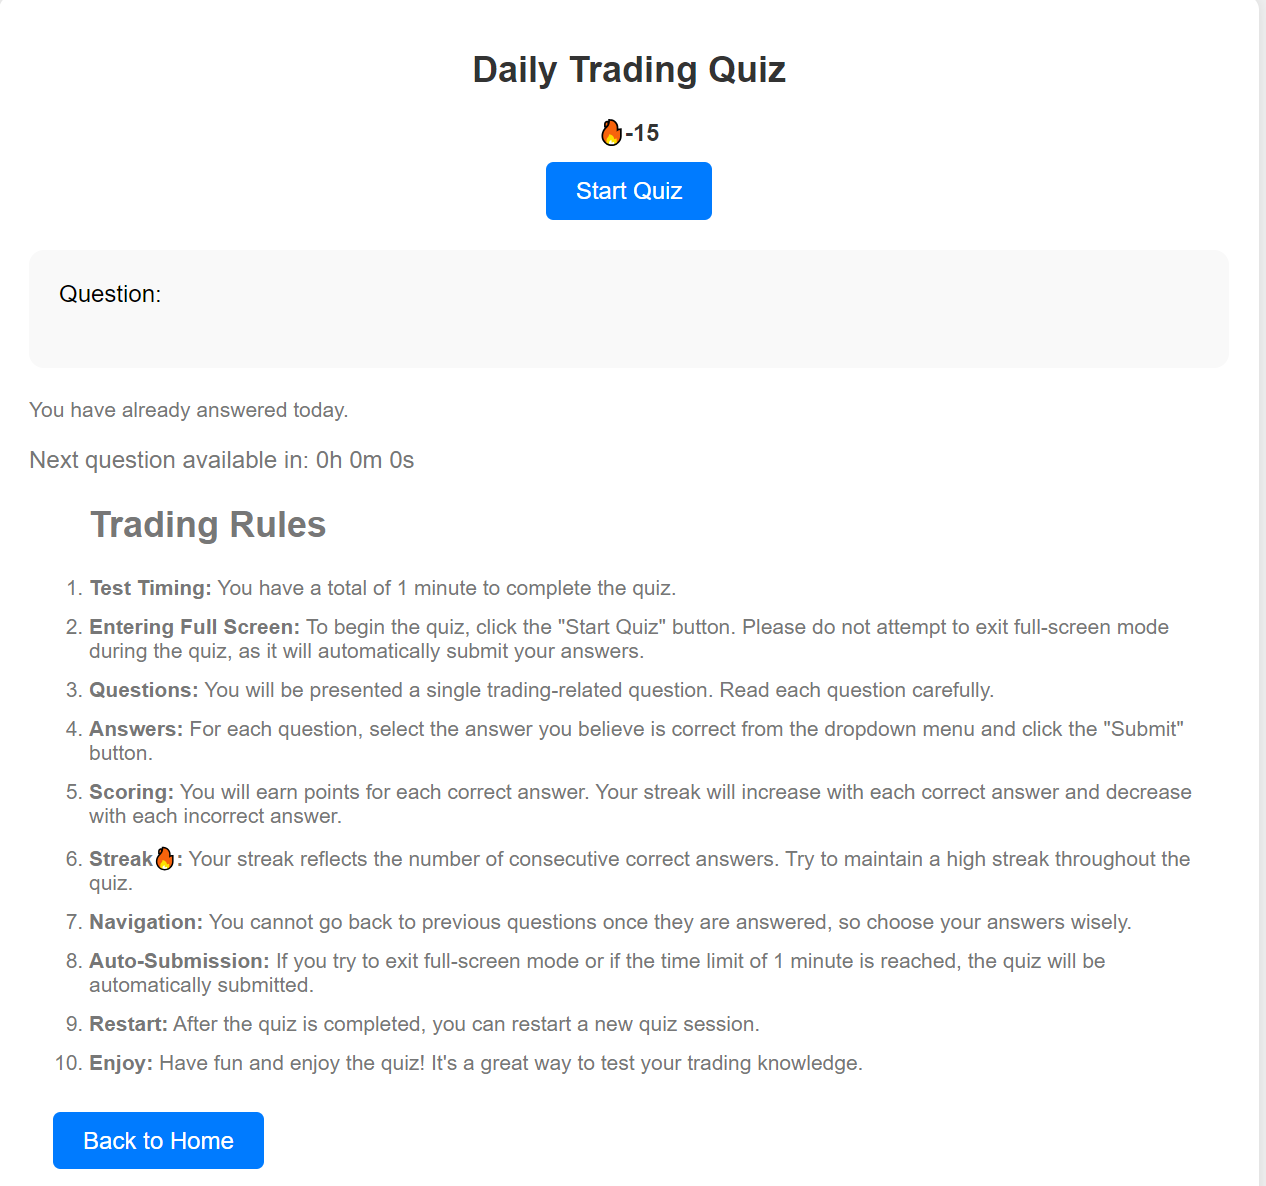 Daily Trading Quiz
🔥-15
Start Quiz
Question:
You have already answered today.
Next question available in: 0h 0m 0s
Trading Rules
1. Test Timing: You have a total of 1 minute to complete the quiz.
2. Entering Full Screen: To begin the quiz, click the "Start Quiz" button. Please do not attempt to exit full-screen mode
during the quiz, as it will automatically submit your answers.
3. Questions: You will be presented a single trading-related question. Read each question carefully.
4. Answers: For each question, select the answer you believe is correct from the dropdown menu and click the "Submit"
button.
5. Scoring: You will earn points for each correct answer. Your streak will increase with each correct answer and decrease
with each incorrect answer.
6. Streak🔥: Your streak reflects the number of consecutive correct answers. Try to maintain a high streak throughout the
quiz.
7. Navigation: You cannot go back to previous questions once they are answered, so choose your answers wisely.
8. Auto-Submission: If you try to exit full-screen mode or if the time limit of 1 minute is reached, the quiz will be
automatically submitted.
9. Restart: After the quiz is completed, you can restart a new quiz session.
10. Enjoy: Have fun and enjoy the quiz! It's a great way to test your trading knowledge.
Back to Home